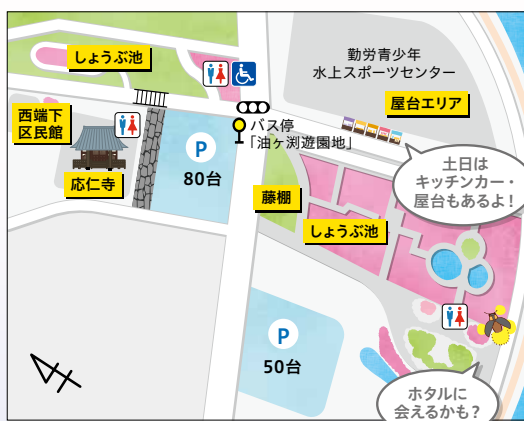 しょうぶ池
勤労青少年
水上スポーツセンター
屋台エリア
西端下
区民館
バス停
「油ヶ渕遊園地」
P
80台
応仁寺
土日は
キッチンカー・
屋台もあるよ!
藤棚
しょうぶ池
P
50台
ホタルに
会えるかも?